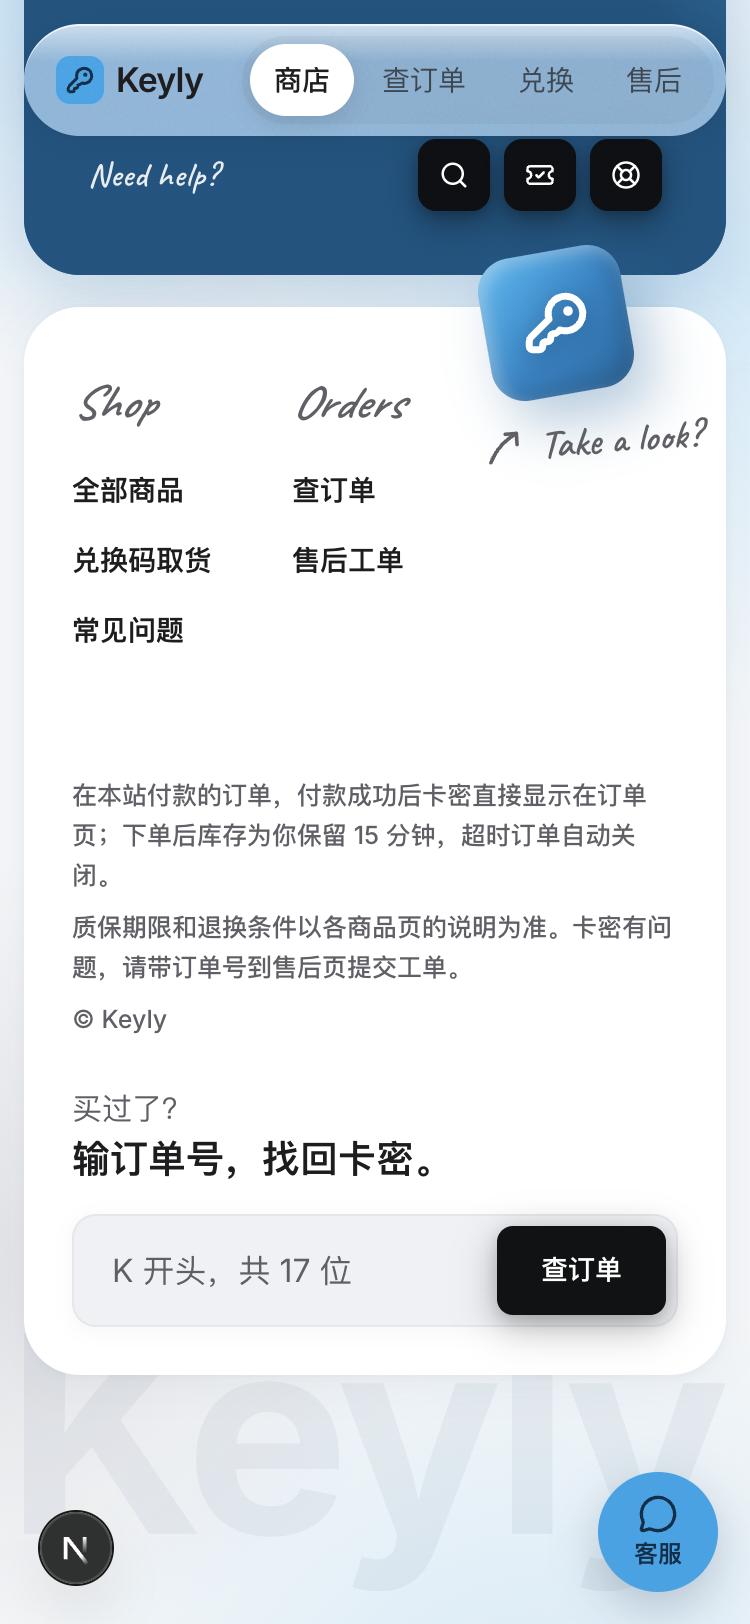 Keyly
商店
查订单
兑换
售后
Need help?
Shop
Orders
Take a look?
全部商品
查订单
兑换码取货
售后工单
常见问题
在本站付款的订单，付款成功后卡密直接显示在订单
页；下单后库存为你保留 15 分钟，超时订单自动关
闭。
质保期限和退换条件以各商品页的说明为准。卡密有问
题，请带订单号到售后页提交工单。
© Keyly
买过了？
输订单号，找回卡密。
K 开头，共 17 位
查订单
Keyly
N
客服